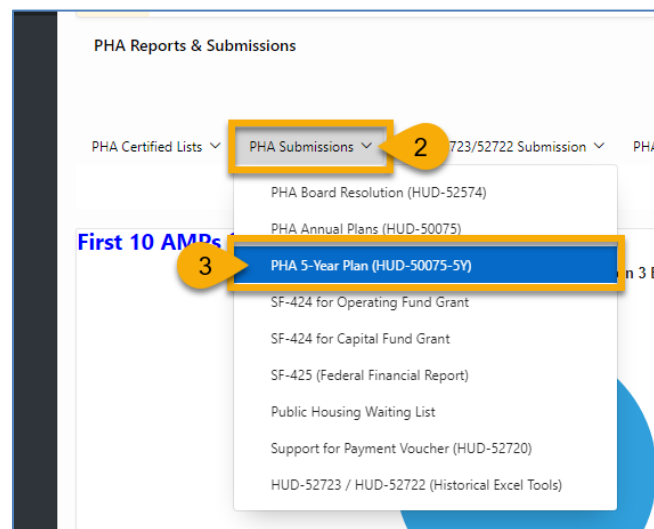 PHA Reports & Submissions
PHA Certified Lists PHA Submissions 2 723/52722 Submission PHA
PHA Board Resolution (HUD-52574)
PHA Annual Plans (HUD-50075)
First 10 AMPs
3 PHA 5-Year Plan (HUD-50075-5Y) n 3 E
SF-424 for Operating Fund Grant
SF-424 for Capital Fund Grant
SF-425 (Federal Financial Report)
Public Housing Waiting List
Support for Payment Voucher (HUD-52720)
HUD-52723 / HUD-52722 (Historical Excel Tools)